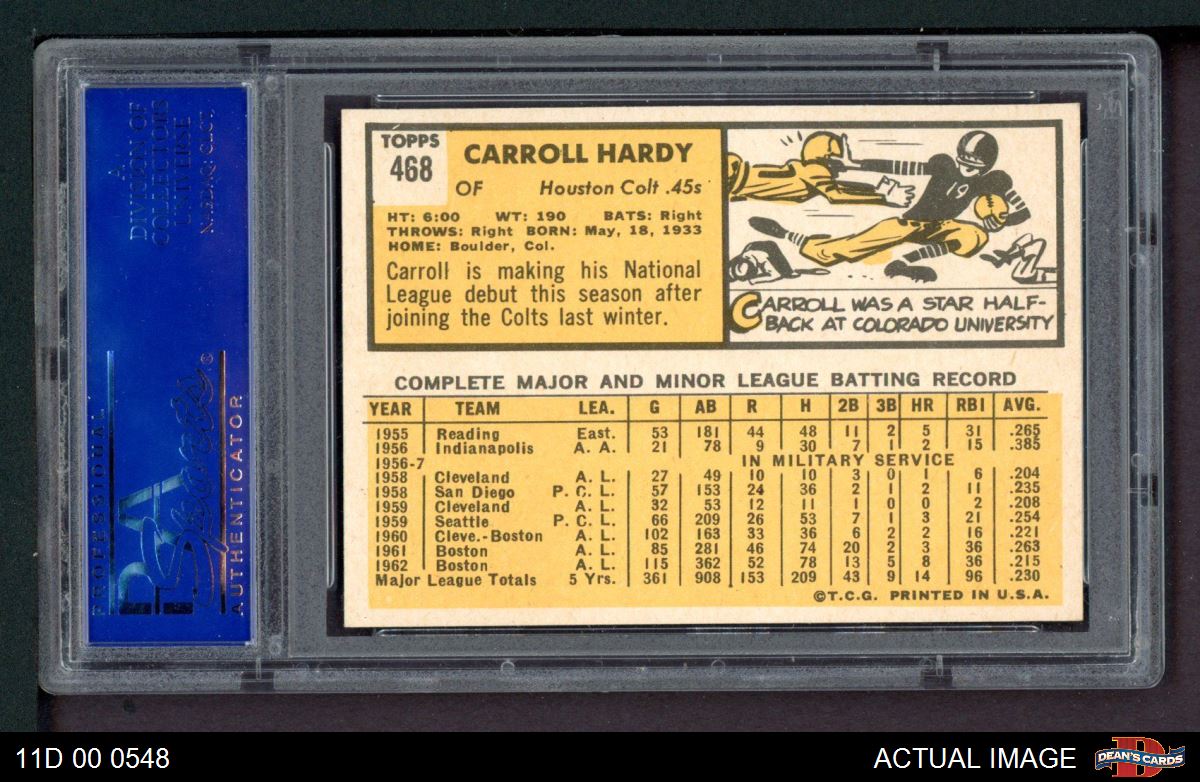 A
DIVISION OF
COLLECTORS
UNIVERSE
NASDAQ: CLCT
PROFESSIONAL
PSA
Sports
AUTHENTICATOR
TOPPS
468
CARROLL HARDY
OF Houston Colt .45s
HT: 6:00 WT: 190 BATS: Right
THROWS: Right BORN: May, 18, 1933
HOME: Boulder, Col.
Carroll is making his National
League debut this season after
joining the Colts last winter.
19
CARROLL WAS A STAR HALF-
BACK AT COLORADO UNIVERSITY
COMPLETE MAJOR AND MINOR LEAGUE BATTING RECORD
YEAR TEAM LEA. G AB R H 2B 3B HR RBI AVG.
1955 Reading East. 53 181 44 48 11 2 5 31 .265
1956 Indianapolis A. A. 21 78 9 30 7 1 2 15 .385
1956-7 IN MILITARY SERVICE
1958 Cleveland A. L. 27 49 10 10 3 0 1 6 .204
1958 San Diego P. C. L. 57 153 24 36 2 1 2 11 .235
1959 Cleveland A. L. 32 53 12 11 1 0 0 2 .208
1959 Seattle P. C. L. 66 209 26 53 7 1 3 21 .254
1960 Cleve.-Boston A. L. 102 163 33 36 6 2 2 16 .221
1961 Boston A. L. 85 281 46 74 20 2 3 36 .263
1962 Boston A. L. 115 362 52 78 13 5 8 36 .215
Major League Totals 5 Yrs. 361 908 153 209 43 9 14 96 .230
©T.C.G. PRINTED IN U.S.A.
11D 00 0548
ACTUAL IMAGE
DEAN'S CARDS